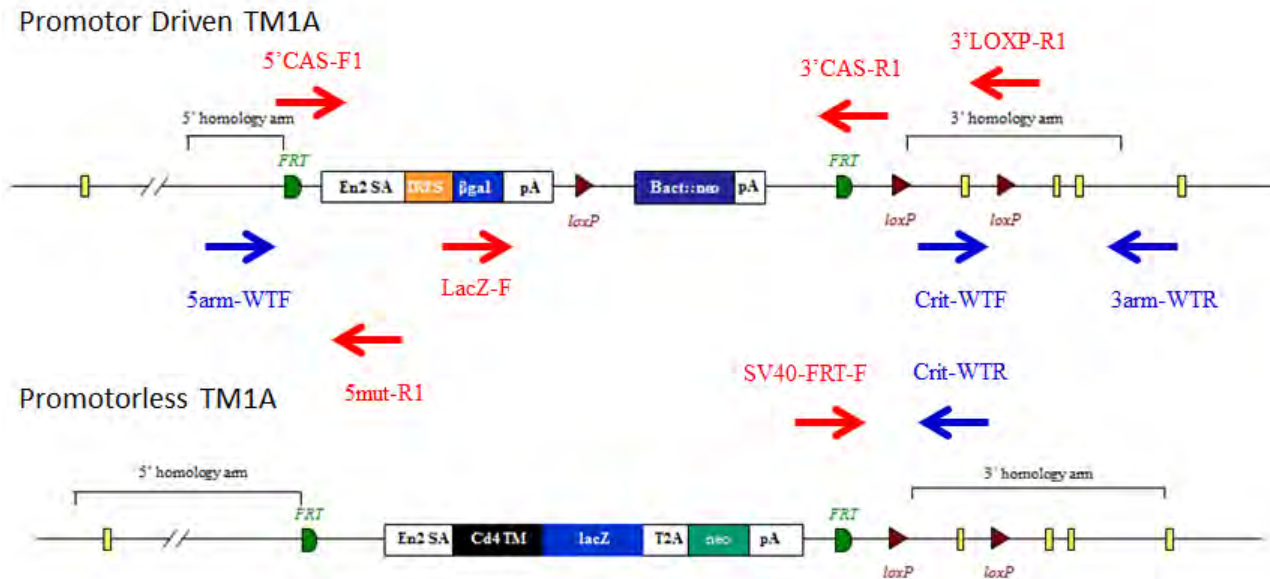 Promotor Driven TM1A
5'CAS-F1
3'CAS-R1
3'LOXP-R1
5' homology arm
3' homology arm
FRT
FRT
En2 SA IRES βgal pA
Bact::neo pA
loxP
loxP
loxP
5arm-WTF
LacZ-F
Crit-WTF
3arm-WTR
5mut-R1
SV40-FRT-F
Crit-WTR
Promotorless TM1A
5' homology arm
3' homology arm
FRT
FRT
En2 SA Cd4 TM lacZ T2A neo pA
loxP
loxP